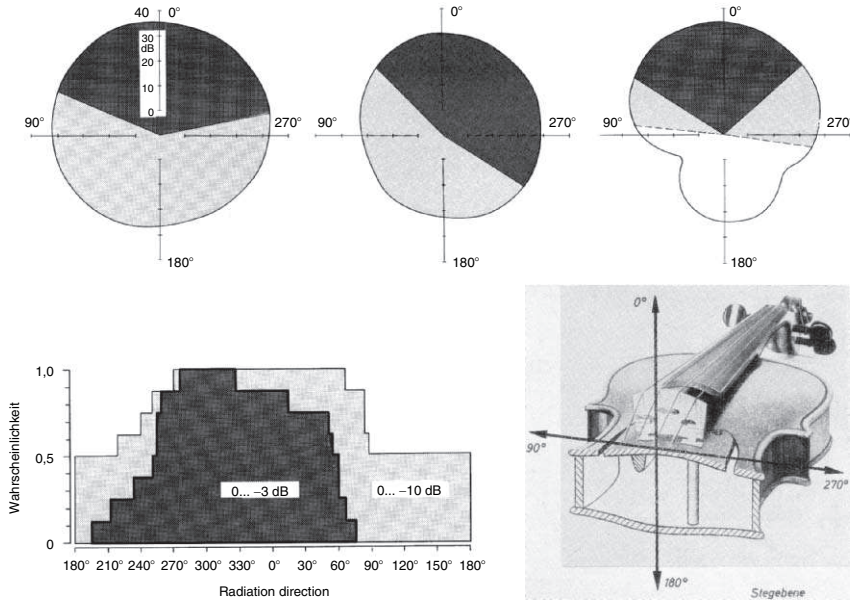 40 0°
30
dB
20
10
0
90° 270°
180°
0°
90° 270°
180°
0°
90° 270°
180°
Wahrscheinlichkeit
1,0
0,5
0
0... −3 dB
0... −10 dB
180° 210° 240° 270° 300° 330° 0° 30° 60° 90° 120° 150° 180°
Radiation direction
0°
90°
270°
180°
Stegebene